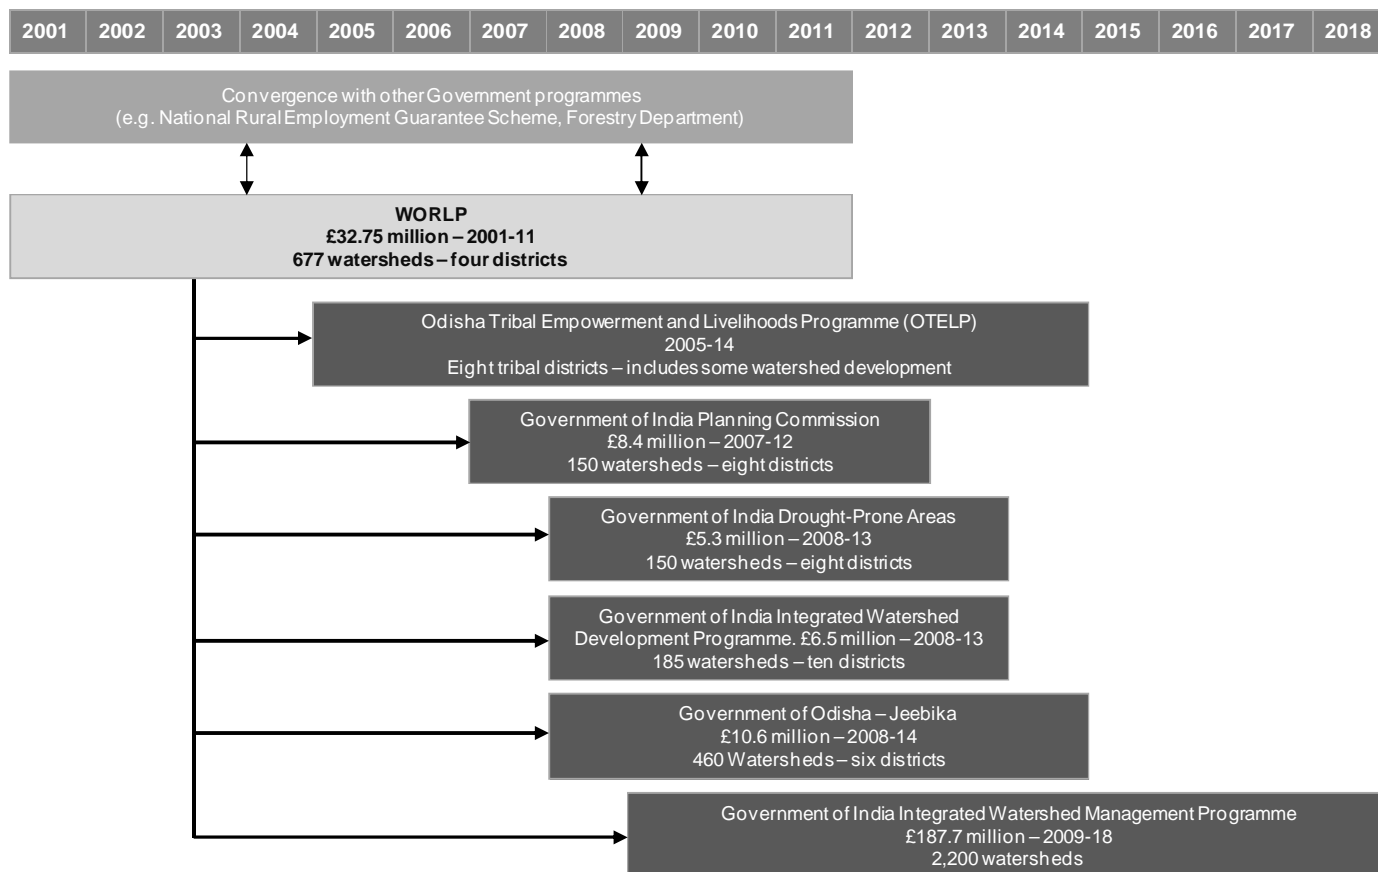 2001 2002 2003 2004 2005 2006 2007 2008 2009 2010 2011 2012 2013 2014 2015 2016 2017 2018
Convergence with other Government programmes
(e.g. National Rural Employment Guarantee Scheme, Forestry Department)
WORLP
£32.75 million – 2001-11
677 watersheds – four districts
Odisha Tribal Empowerment and Livelihoods Programme (OTELP)
2005-14
Eight tribal districts – includes some watershed development
Government of India Planning Commission
£8.4 million – 2007-12
150 watersheds – eight districts
Government of India Drought-Prone Areas
£5.3 million – 2008-13
150 watersheds – eight districts
Government of India Integrated Watershed
Development Programme. £6.5 million – 2008-13
185 watersheds – ten districts
Government of Odisha – Jeebika
£10.6 million – 2008-14
460 Watersheds – six districts
Government of India Integrated Watershed Management Programme
£187.7 million – 2009-18
2,200 watersheds